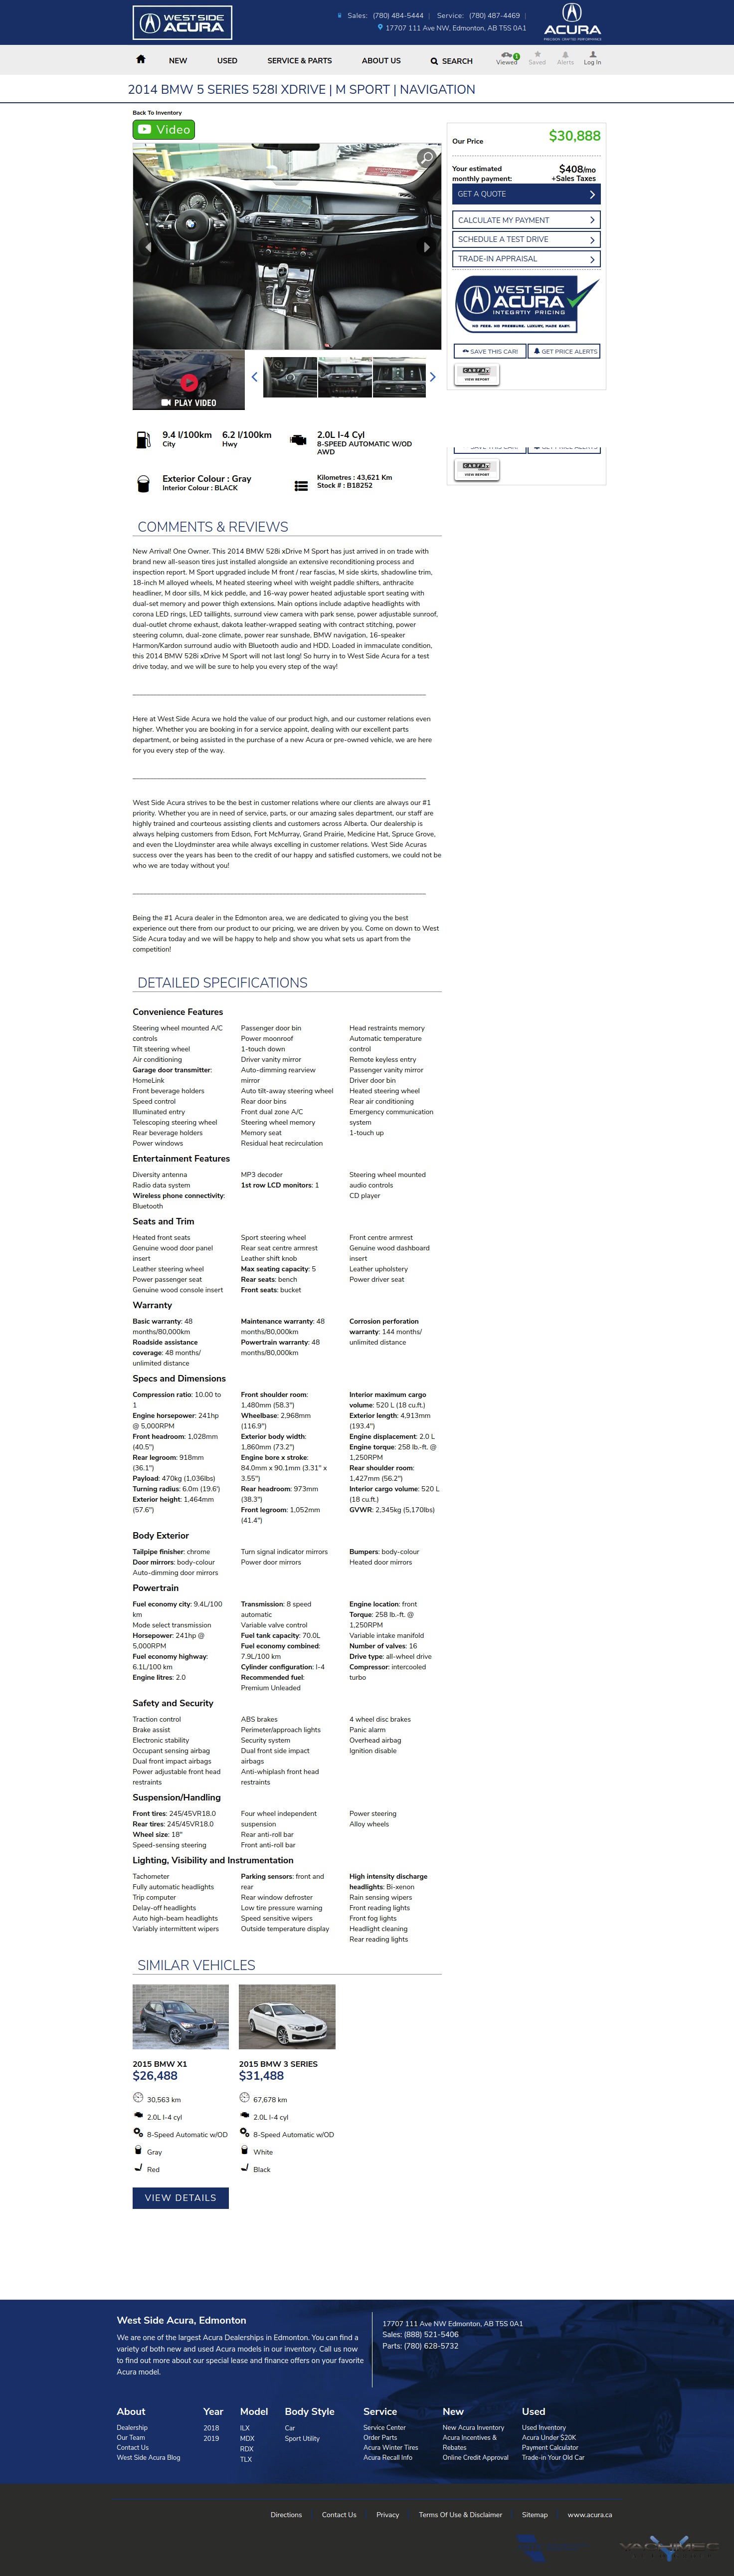 WEST SIDE
ACURA
Sales: (780) 484-5444 | Service: (780) 487-4469 |
17707 111 Ave NW, Edmonton, AB T5S 0A1
ACURA
NEW
USED
SERVICE & PARTS
ABOUT US
SEARCH
Viewed
1
Saved
Alerts
Log In
2014 BMW 5 SERIES 528I XDRIVE | M SPORT | NAVIGATION
Back To Inventory
Video
PLAY VIDEO
Our Price
$30,888
Your estimated
monthly payment:
$408/mo
+Sales Taxes
GET A QUOTE
CALCULATE MY PAYMENT
SCHEDULE A TEST DRIVE
TRADE-IN APPRAISAL
WEST SIDE
ACURA
INTEGRITY PRICING
NO FEES. NO PRESSURE. LUXURY, MADE EASY.
SAVE THIS CAR!
GET PRICE ALERTS
CARFAX
VIEW REPORT
SAVE THIS CAR!
GET PRICE ALERTS
CARFAX
VIEW REPORT
9.4 l/100km
City
6.2 l/100km
Hwy
2.0L I-4 Cyl
8-SPEED AUTOMATIC W/OD
AWD
Exterior Colour : Gray
Interior Colour : BLACK
Kilometres : 43,621 Km
Stock # : B18252
COMMENTS & REVIEWS
New Arrival! One Owner. This 2014 BMW 528i xDrive M Sport has just arrived in on trade with
brand new all-season tires just installed alongside an extensive reconditioning process and
inspection report. M Sport upgraded include M front / rear fascias, M side skirts, shadowline trim,
18-inch M alloyed wheels, M heated steering wheel with weight paddle shifters, anthracite
headliner, M door sills, M kick peddle, and 16-way power heated adjustable sport seating with
dual-set memory and power thigh extensions. Main options include adaptive headlights with
corona LED rings, LED taillights, surround view camera with park sense, power adjustable sunroof,
dual-outlet chrome exhaust, dakota leather-wrapped seating with contract stitching, power
steering column, dual-zone climate, power rear sunshade, BMW navigation, 16-speaker
Harmon/Kardon surround audio with Bluetooth audio and HDD. Loaded in immaculate condition,
this 2014 BMW 528i xDrive M Sport will not last long! So hurry in to West Side Acura for a test
drive today, and we will be sure to help you every step of the way!
Here at West Side Acura we hold the value of our product high, and our customer relations even
higher. Whether you are booking in for a service appoint, dealing with our excellent parts
department, or being assisted in the purchase of a new Acura or pre-owned vehicle, we are here
for you every step of the way.
West Side Acura strives to be the best in customer relations where our clients are always our #1
priority. Whether you are in need of service, parts, or our amazing sales department, our staff are
highly trained and courteous assisting clients and customers across Alberta. Our dealership is
always helping customers from Edson, Fort McMurray, Grand Prairie, Medicine Hat, Spruce Grove,
and even the Lloydminster area while always excelling in customer relations. West Side Acuras
success over the years has been to the credit of our happy and satisfied customers, we could not be
who we are today without you!
Being the #1 Acura dealer in the Edmonton area, we are dedicated to giving you the best
experience out there from our product to our pricing, we are driven by you. Come on down to West
Side Acura today and we will be happy to help and show you what sets us apart from the
competition!
DETAILED SPECIFICATIONS
Convenience Features
Steering wheel mounted A/C
controls
Tilt steering wheel
Air conditioning
Garage door transmitter:
HomeLink
Front beverage holders
Speed control
Illuminated entry
Telescoping steering wheel
Rear beverage holders
Power windows
Passenger door bin
Power moonroof
1-touch down
Driver vanity mirror
Auto-dimming rearview
mirror
Auto tilt-away steering wheel
Rear door bins
Front dual zone A/C
Steering wheel memory
Memory seat
Residual heat recirculation
Head restraints memory
Automatic temperature
control
Remote keyless entry
Passenger vanity mirror
Driver door bin
Heated steering wheel
Rear air conditioning
Emergency communication
system
1-touch up
Entertainment Features
Diversity antenna
Radio data system
Wireless phone connectivity:
Bluetooth
MP3 decoder
1st row LCD monitors: 1
Steering wheel mounted
audio controls
CD player
Seats and Trim
Heated front seats
Genuine wood door panel
insert
Leather steering wheel
Power passenger seat
Genuine wood console insert
Sport steering wheel
Rear seat centre armrest
Leather shift knob
Max seating capacity: 5
Rear seats: bench
Front seats: bucket
Front centre armrest
Genuine wood dashboard
insert
Leather upholstery
Power driver seat
Warranty
Basic warranty: 48
months/80,000km
Roadside assistance
coverage: 48 months/
unlimited distance
Maintenance warranty: 48
months/80,000km
Powertrain warranty: 48
months/80,000km
Corrosion perforation
warranty: 144 months/
unlimited distance
Specs and Dimensions
Compression ratio: 10.00 to
1
Engine horsepower: 241hp
@ 5,000RPM
Front headroom: 1,028mm
(40.5")
Rear legroom: 918mm
(36.1")
Payload: 470kg (1,036lbs)
Turning radius: 6.0m (19.6')
Exterior height: 1,464mm
(57.6")
Front shoulder room:
1,480mm (58.3")
Wheelbase: 2,968mm
(116.9")
Exterior body width:
1,860mm (73.2")
Engine bore x stroke:
84.0mm x 90.1mm (3.31" x
3.55")
Rear headroom: 973mm
(38.3")
Front legroom: 1,052mm
(41.4")
Interior maximum cargo
volume: 520 L (18 cu.ft.)
Exterior length: 4,913mm
(193.4")
Engine displacement: 2.0 L
Engine torque: 258 lb.-ft. @
1,250RPM
Rear shoulder room:
1,427mm (56.2")
Interior cargo volume: 520 L
(18 cu.ft.)
GVWR: 2,345kg (5,170lbs)
Body Exterior
Tailpipe finisher: chrome
Door mirrors: body-colour
Auto-dimming door mirrors
Turn signal indicator mirrors
Power door mirrors
Bumpers: body-colour
Heated door mirrors
Powertrain
Fuel economy city: 9.4L/100
km
Mode select transmission
Horsepower: 241hp @
5,000RPM
Fuel economy highway:
6.1L/100 km
Engine litres: 2.0
Transmission: 8 speed
automatic
Variable valve control
Fuel tank capacity: 70.0L
Fuel economy combined:
7.9L/100 km
Cylinder configuration: I-4
Recommended fuel:
Premium Unleaded
Engine location: front
Torque: 258 lb.-ft. @
1,250RPM
Variable intake manifold
Number of valves: 16
Drive type: all-wheel drive
Compressor: intercooled
turbo
Safety and Security
Traction control
Brake assist
Electronic stability
Occupant sensing airbag
Dual front impact airbags
Power adjustable front head
restraints
ABS brakes
Perimeter/approach lights
Security system
Dual front side impact
airbags
Anti-whiplash front head
restraints
4 wheel disc brakes
Panic alarm
Overhead airbag
Ignition disable
Suspension/Handling
Front tires: 245/45VR18.0
Rear tires: 245/45VR18.0
Wheel size: 18"
Speed-sensing steering
Four wheel independent
suspension
Rear anti-roll bar
Front anti-roll bar
Power steering
Alloy wheels
Lighting, Visibility and Instrumentation
Tachometer
Fully automatic headlights
Trip computer
Delay-off headlights
Auto high-beam headlights
Variably intermittent wipers
Parking sensors: front and
rear
Rear window defroster
Low tire pressure warning
Speed sensitive wipers
Outside temperature display
High intensity discharge
headlights: Bi-xenon
Rain sensing wipers
Front reading lights
Front fog lights
Headlight cleaning
Rear reading lights
SIMILAR VEHICLES
2015 BMW X1
$26,488
30,563 km
2.0L I-4 cyl
8-Speed Automatic w/OD
Gray
Red
2015 BMW 3 SERIES
$31,488
67,678 km
2.0L I-4 cyl
8-Speed Automatic w/OD
White
Black
VIEW DETAILS
West Side Acura, Edmonton
We are one of the largest Acura Dealerships in Edmonton. You can find a
variety of both new and used Acura models in our inventory. Call us now
to find out more about our special lease and finance offers on your favorite
Acura model.
17707 111 Ave NW Edmonton, AB T5S 0A1
Sales: (888) 521-5406
Parts: (780) 628-5732
About
Dealership
Our Team
Contact Us
West Side Acura Blog
Year
2018
2019
Model
ILX
MDX
RDX
TLX
Body Style
Car
Sport Utility
Service
Service Center
Order Parts
Acura Winter Tires
Acura Recall Info
New
New Acura Inventory
Acura Incentives &
Rebates
Online Credit Approval
Used
Used Inventory
Acura Under $20K
Payment Calculator
Trade-in Your Old Car
Directions
Contact Us
Privacy
Terms Of Use & Disclaimer
Sitemap
www.acura.ca